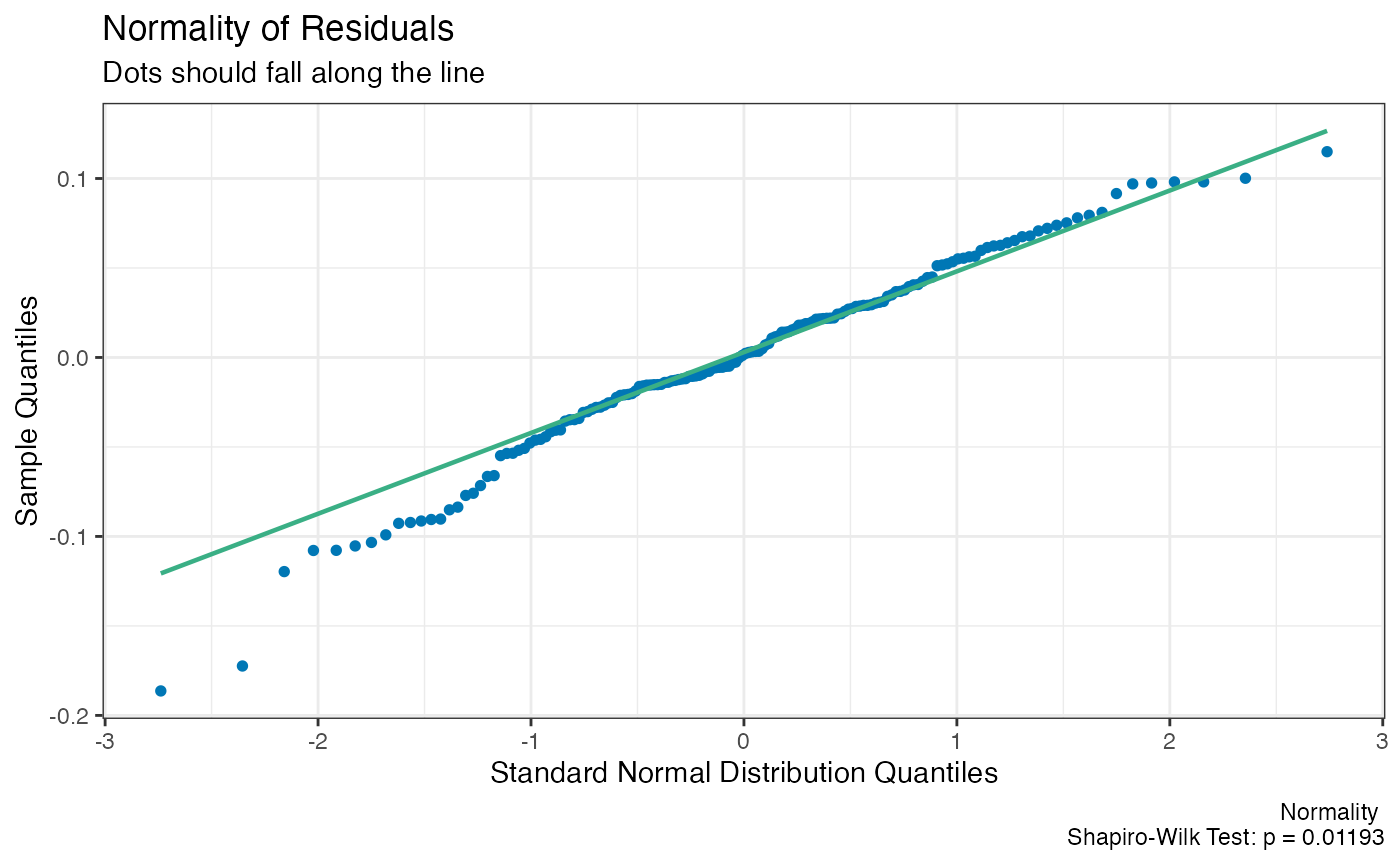 Normality of Residuals
Dots should fall along the line
Sample Quantiles
0.1
0.0
-0.1
-0.2
-3
-2
-1
0
1
2
3
Standard Normal Distribution Quantiles
Normality
Shapiro-Wilk Test: p = 0.01193